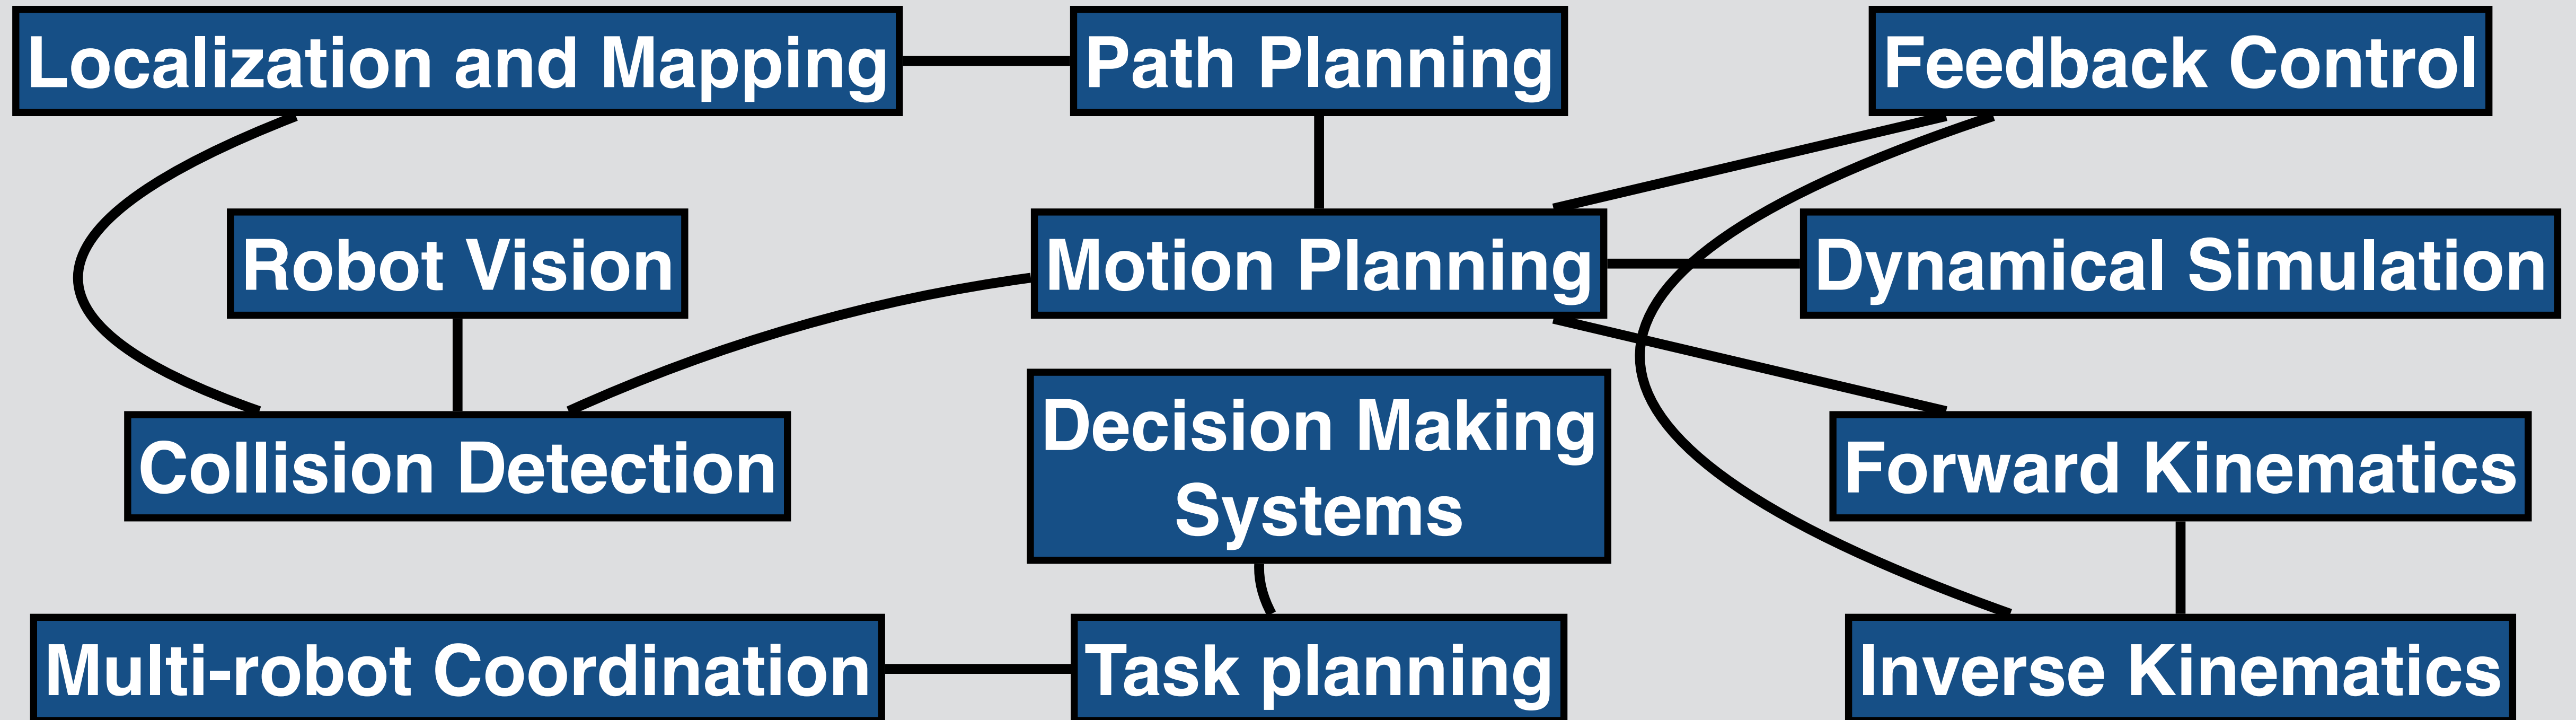 Localization and Mapping
Path Planning
Feedback Control
Robot Vision
Motion Planning
Dynamical Simulation
Collision Detection
Decision Making
Systems
Forward Kinematics
Multi-robot Coordination
Task planning
Inverse Kinematics